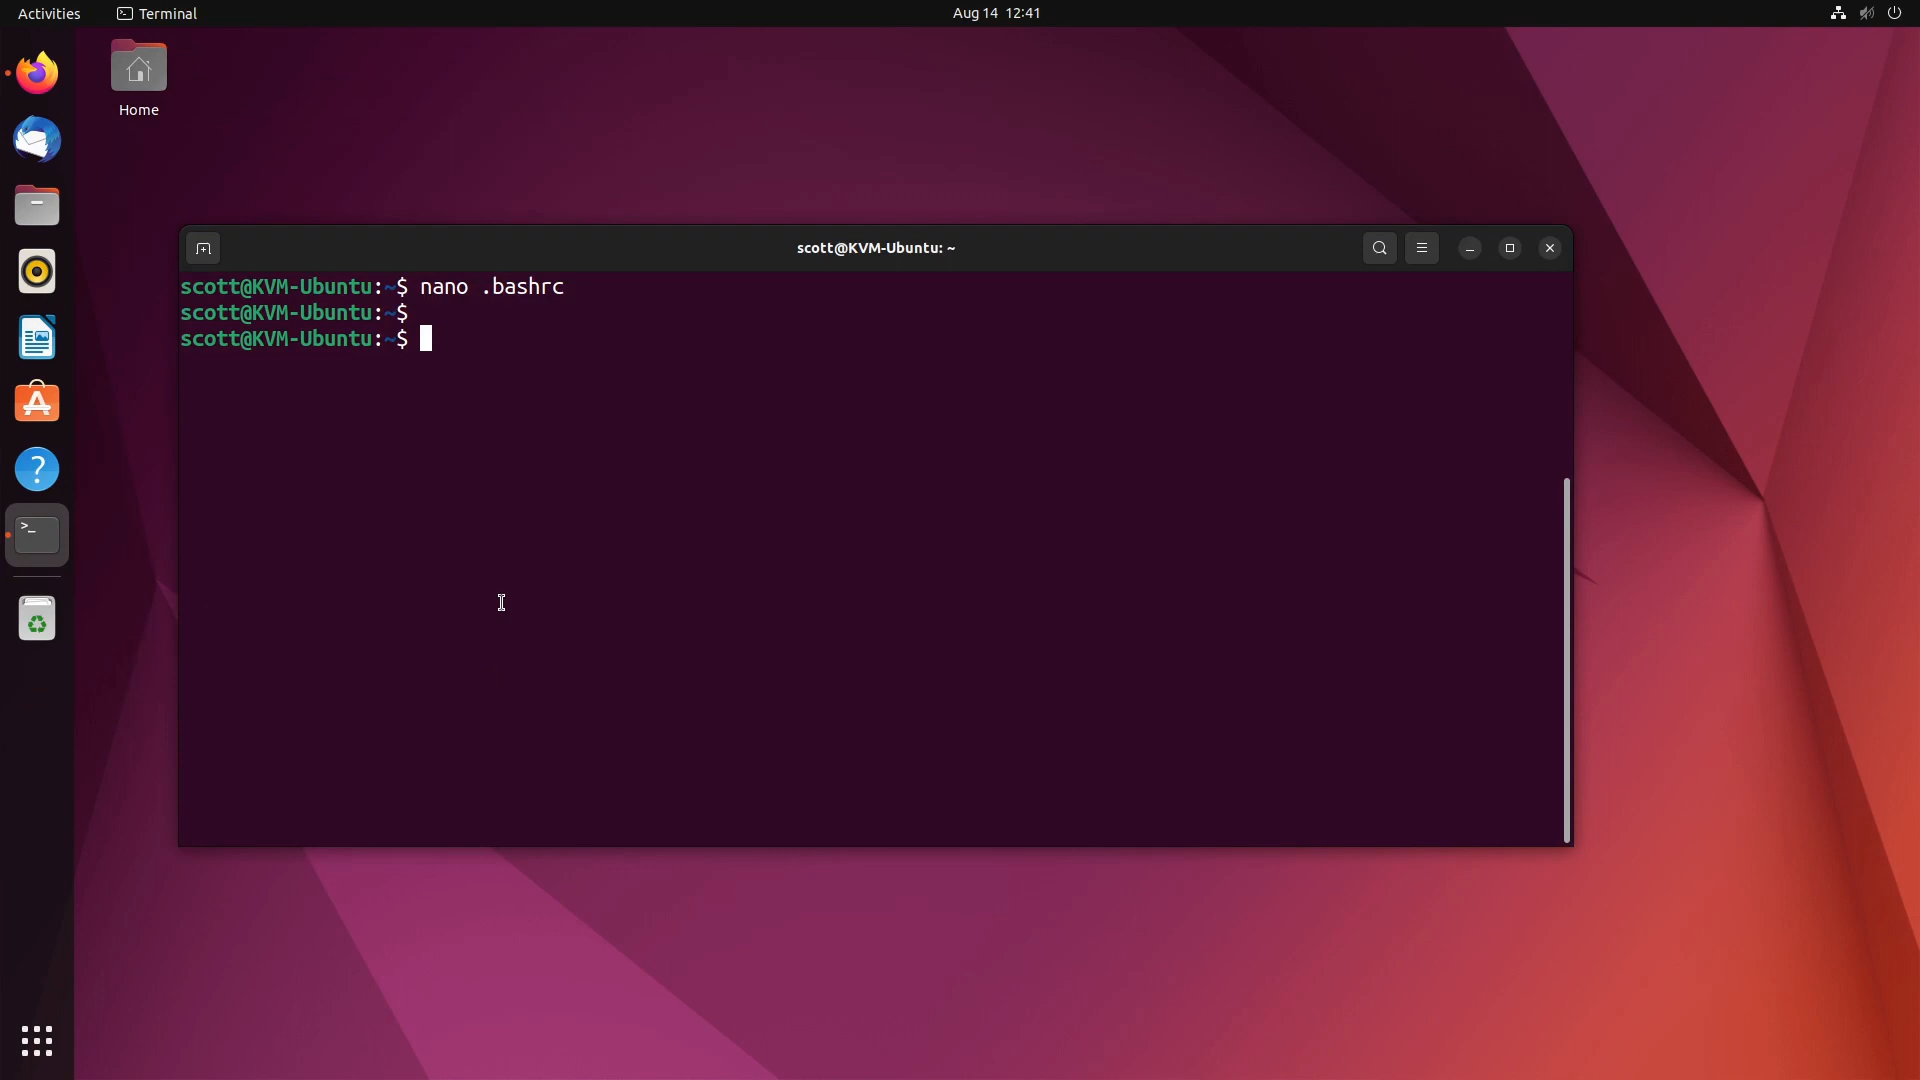 Activities
Terminal
Aug 14 12:41
Home
scott@KVM-Ubuntu: ~
scott@KVM-Ubuntu:~$ nano .bashrc
scott@KVM-Ubuntu:~$
scott@KVM-Ubuntu:~$